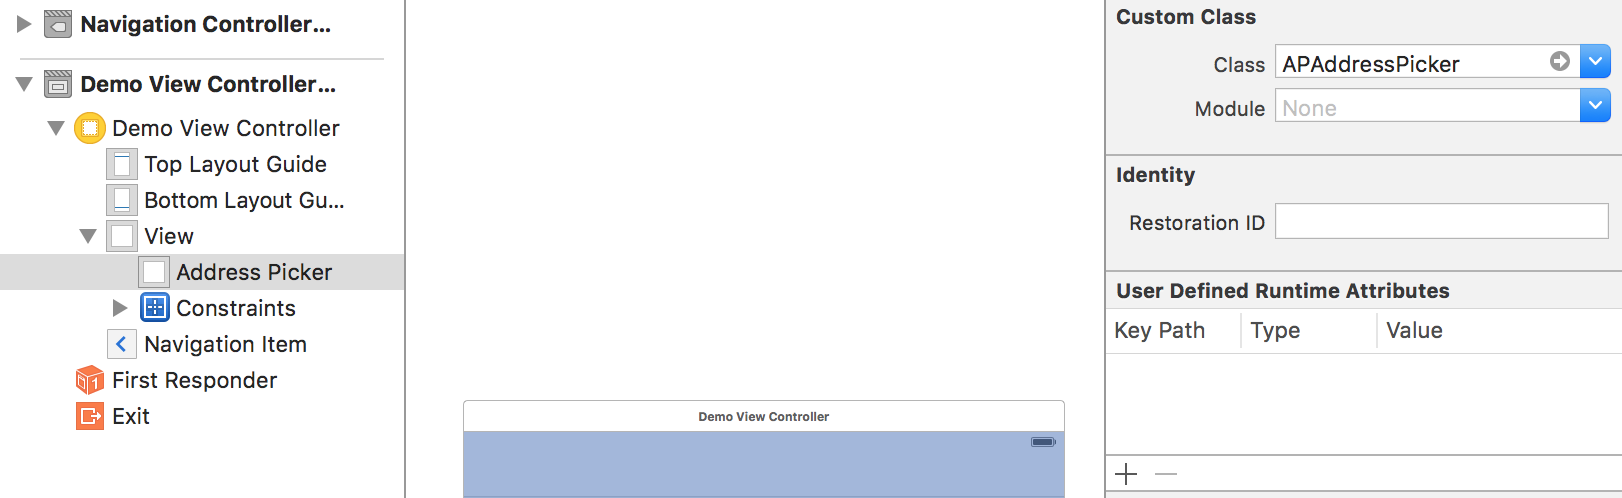 Navigation Controller...
Demo View Controller...
Demo View Controller
Top Layout Guide
Bottom Layout Gu...
View
Address Picker
Constraints
Navigation Item
First Responder
1
Exit
Demo View Controller
Custom Class
Class APAddressPicker
Module None
Identity
Restoration ID
User Defined Runtime Attributes
Key Path Type Value